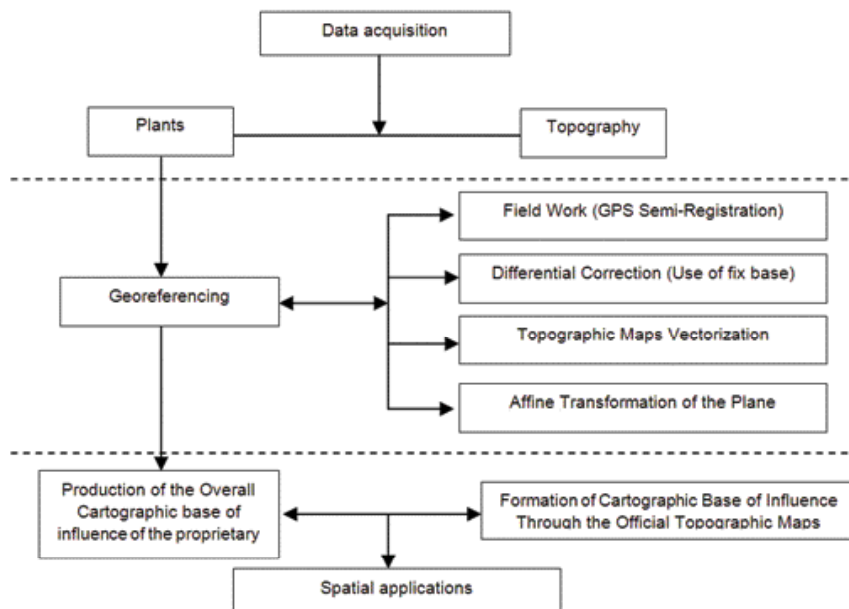 Data acquisition
Plants
Topography
Field Work (GPS Semi-Registration)
Differential Correction (Use of fix base)
Georeferencing
Topographic Maps Vectorization
Affine Transformation of the Plane
Production of the Overall
Cartographic base of
influence of the proprietary
Formation of Cartographic Base of Influence
Through the Official Topographic Maps
Spatial applications